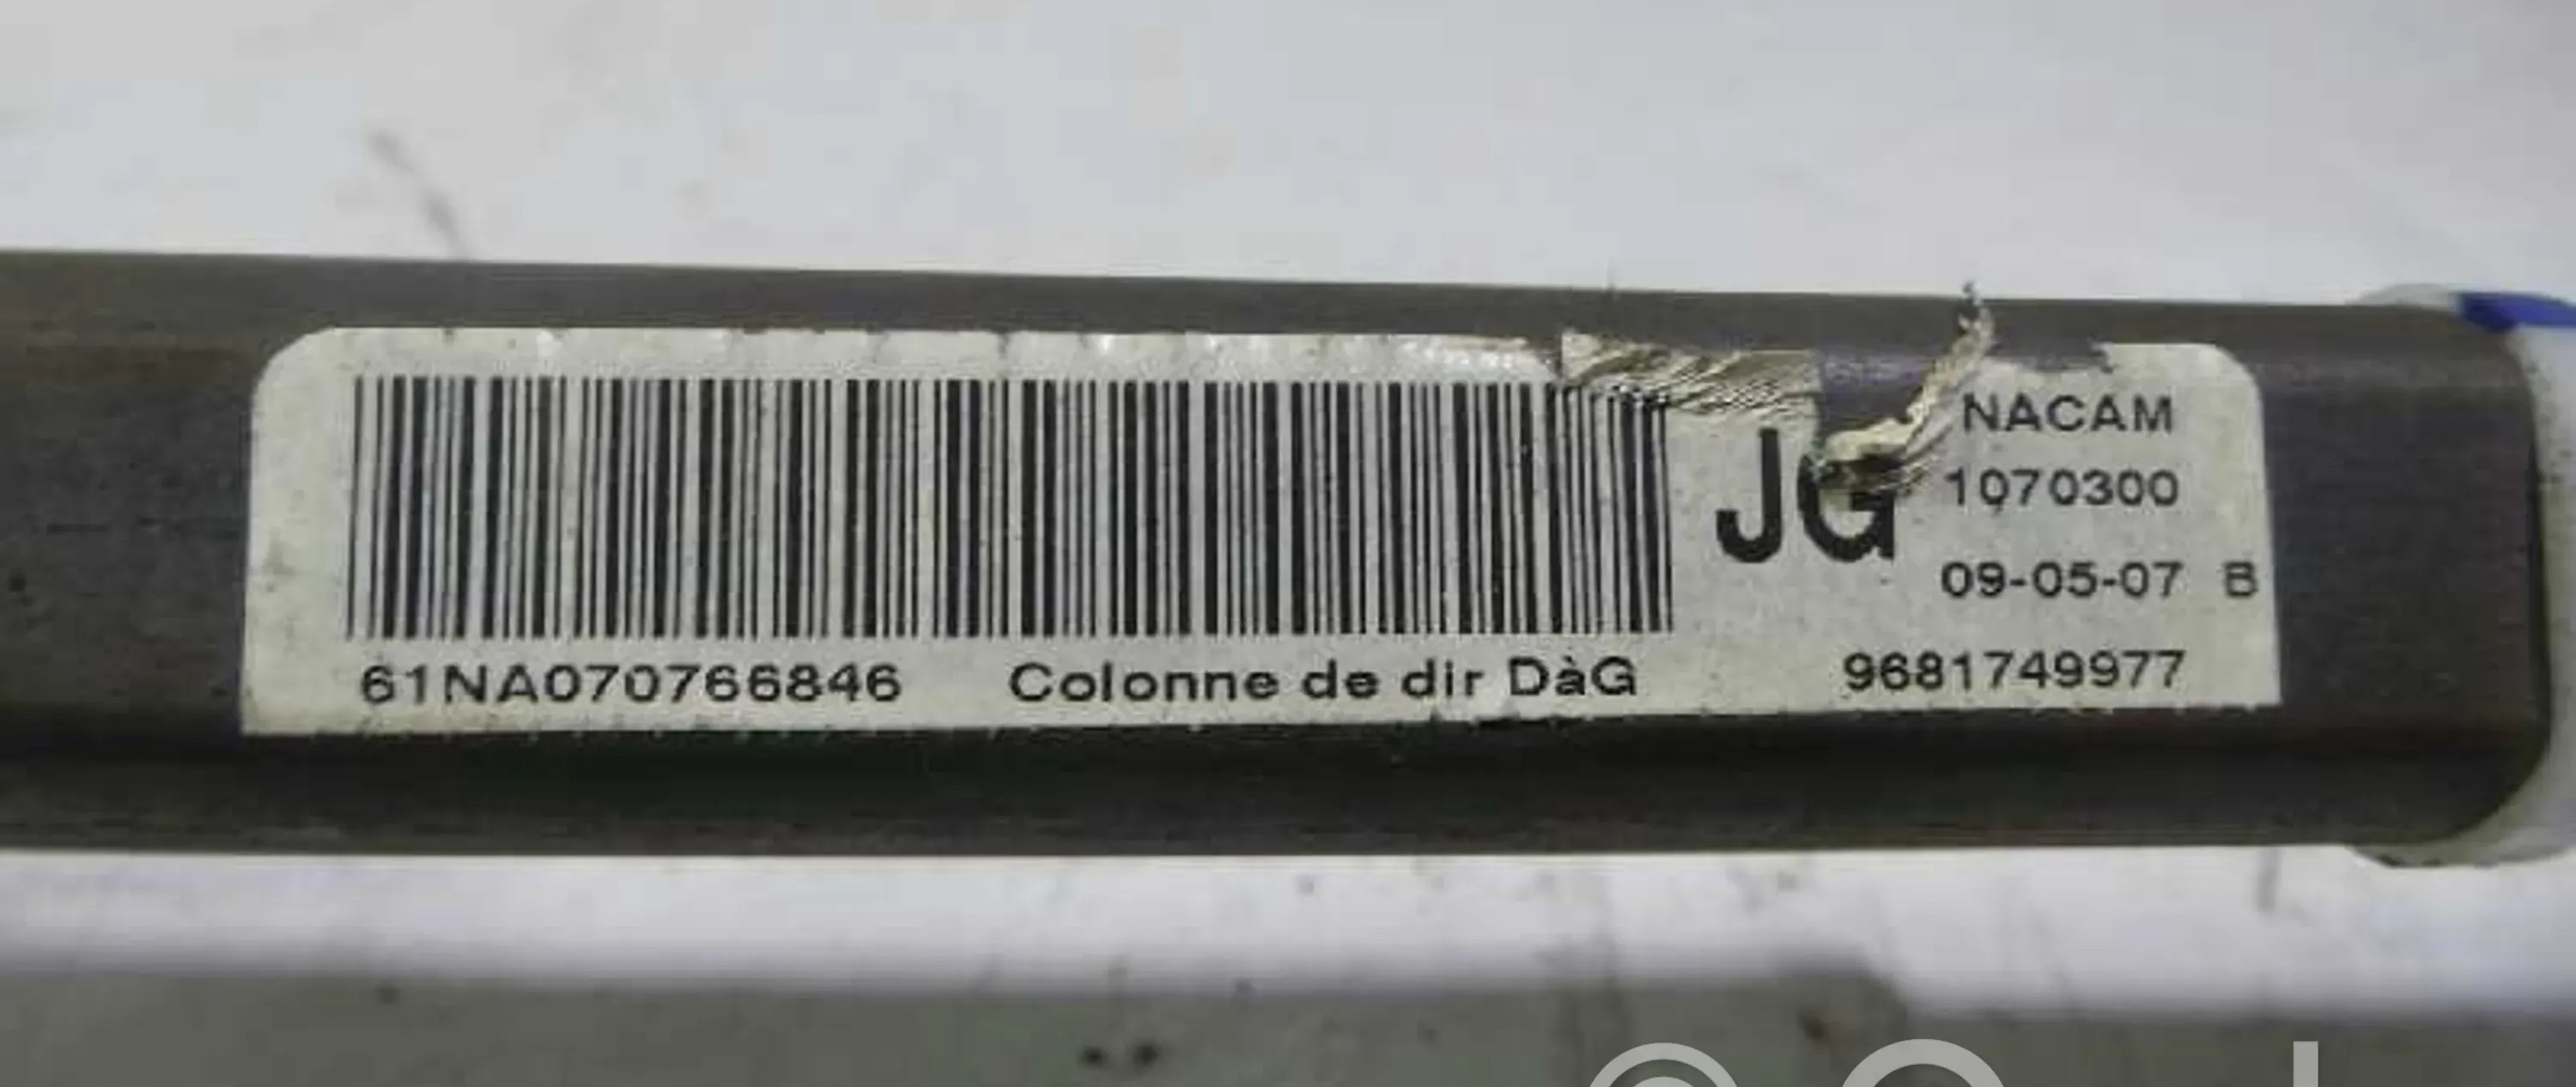 NACAM
JG
1070300
09-05-07 B
61NA070766846 Colonne de dir DàG 9681749977